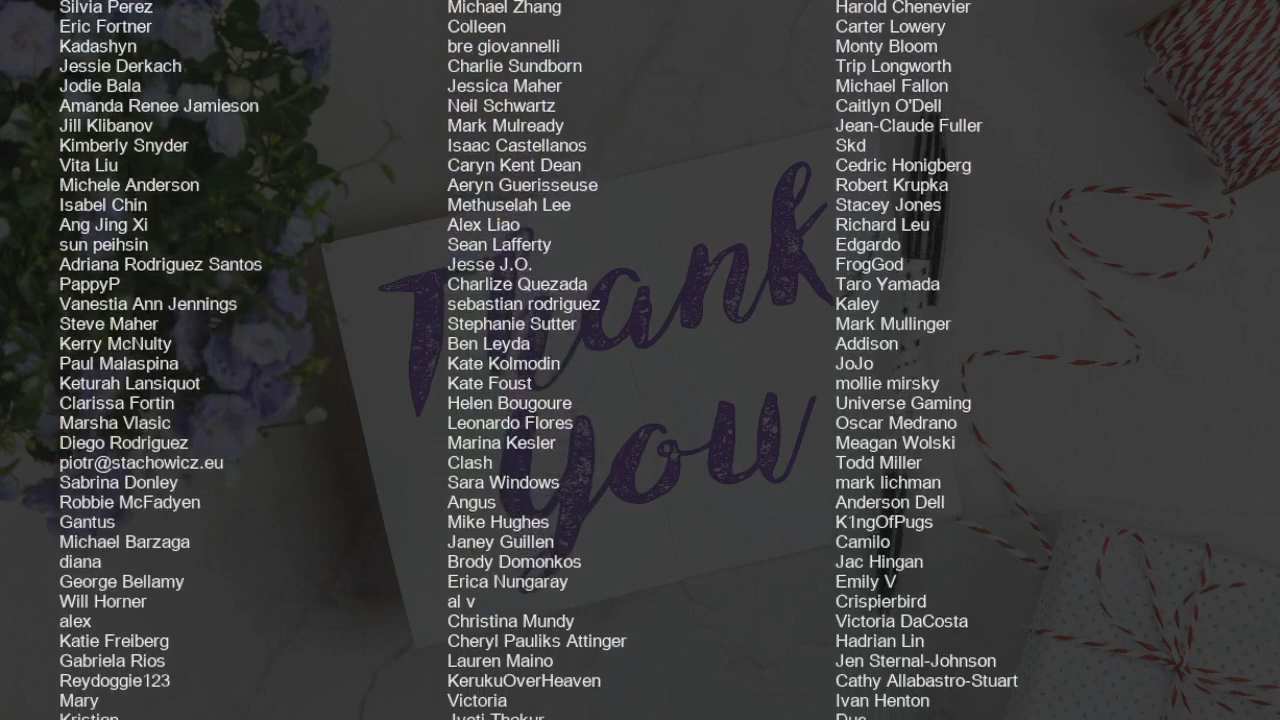 Silvia Perez
Eric Fortner
Kadashyn
Jessie Derkach
Jodie Bala
Amanda Renee Jamieson
Jill Klibanov
Kimberly Snyder
Vita Liu
Michele Anderson
Isabel Chin
Ang Jing Xi
sun peihsin
Adriana Rodriguez Santos
PappyP
Vanestia Ann Jennings
Steve Maher
Kerry McNulty
Paul Malaspina
Keturah Lansiquot
Clarissa Fortin
Marsha Vlasic
Diego Rodriguez
piotr@stachowicz.eu
Sabrina Donley
Robbie McFadyen
Gantus
Michael Barzaga
diana
George Bellamy
Will Horner
alex
Katie Freiberg
Gabriela Rios
Reydoggie123
Mary
Michael Zhang
Colleen
bre giovannelli
Charlie Sundborn
Jessica Maher
Neil Schwartz
Mark Mulready
Isaac Castellanos
Caryn Kent Dean
Aeryn Guerisseuse
Methuselah Lee
Alex Liao
Sean Lafferty
Jesse J.O.
Charlize Quezada
sebastian rodriguez
Stephanie Sutter
Ben Leyda
Kate Kolmodin
Kate Foust
Helen Bougoure
Leonardo Flores
Marina Kesler
Clash
Sara Windows
Angus
Mike Hughes
Janey Guillen
Brody Domonkos
Erica Nungaray
al v
Christina Mundy
Cheryl Pauliks Attinger
Lauren Maino
KerukuOverHeaven
Victoria
Harold Chenevier
Carter Lowery
Monty Bloom
Trip Longworth
Michael Fallon
Caitlyn O'Dell
Jean-Claude Fuller
Skd
Cedric Honigberg
Robert Krupka
Stacey Jones
Richard Leu
Edgardo
FrogGod
Taro Yamada
Kaley
Mark Mullinger
Addison
JoJo
mollie mirsky
Universe Gaming
Oscar Medrano
Meagan Wolski
Todd Miller
Anderson Dell
K1ngOfPugs
Camilo
Jac Hingan
Emily V
Crispierbird
Victoria DaCosta
Hadrian Lin
Jen Sternal-Johnson
Cathy Allabastro-Stuart
Ivan Henton
Thank
you